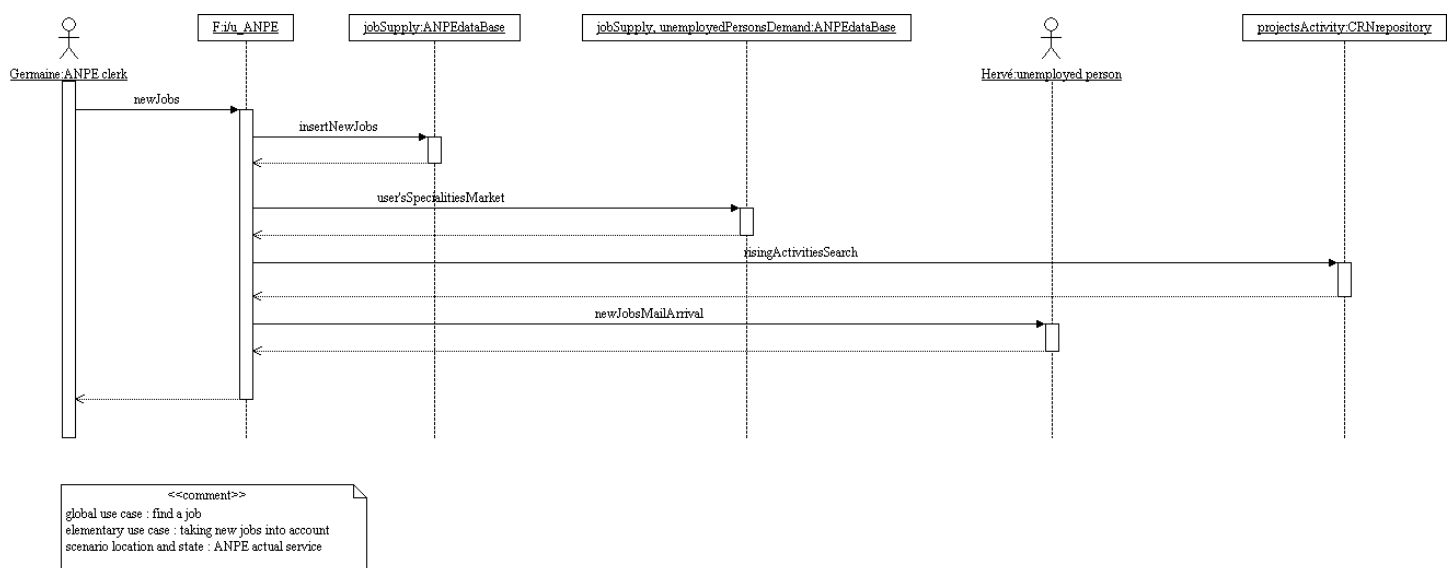 F:i/u_ANPE
jobSupply:ANPEdataBase
jobSupply, unemployedPersonsDemand:ANPEdataBase
projectsActivity:CRNrepository
Germaine:ANPE clerk
Hervé:unemployed person
newJobs
insertNewJobs
user'sSpecialitiesMarket
risingActivitiesSearch
newJobsMailArrival
<<comment>>
global use case : find a job
elementary use case : taking new jobs into account
scenario location and state : ANPE actual service